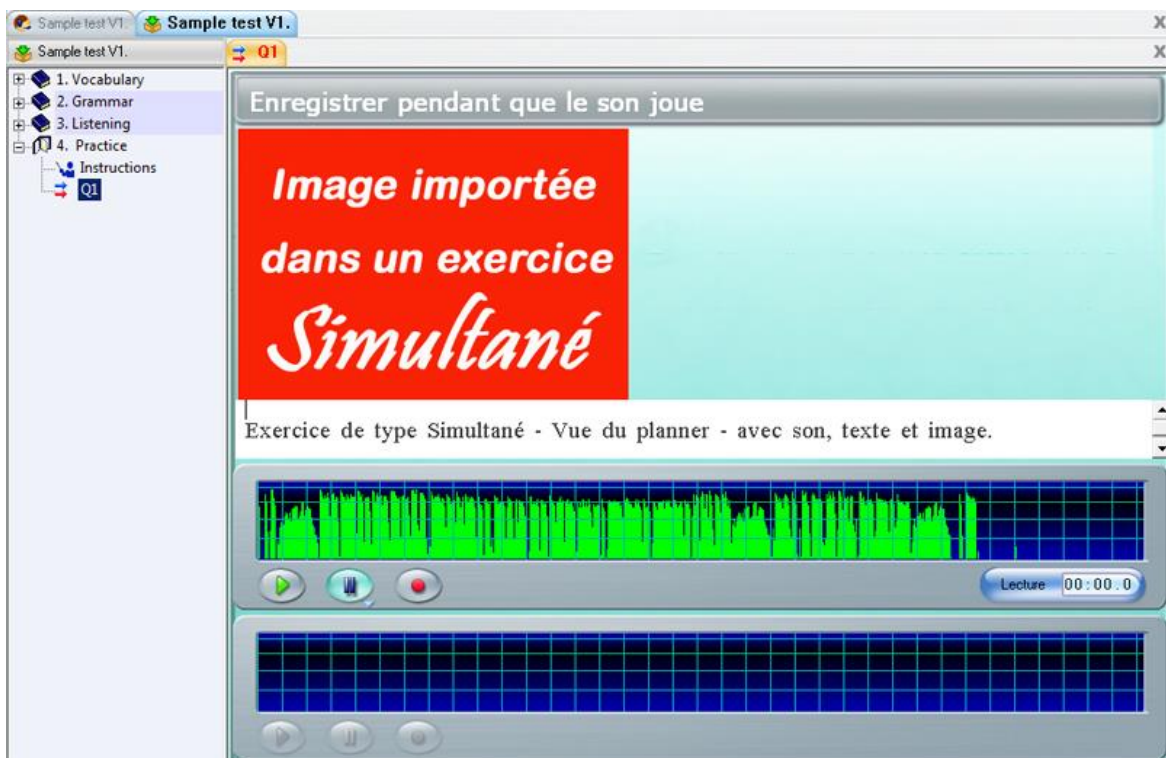 Sample test V1.
Sample test V1.
Sample test V1.
Q1
1. Vocabulary
2. Grammar
3. Listening
4. Practice
Instructions
Q1
Enregistrer pendant que le son joue
Image importée
dans un exercice
Simultané
Exercice de type Simultané - Vue du planner - avec son, texte et image.
Lecture 00:00.0